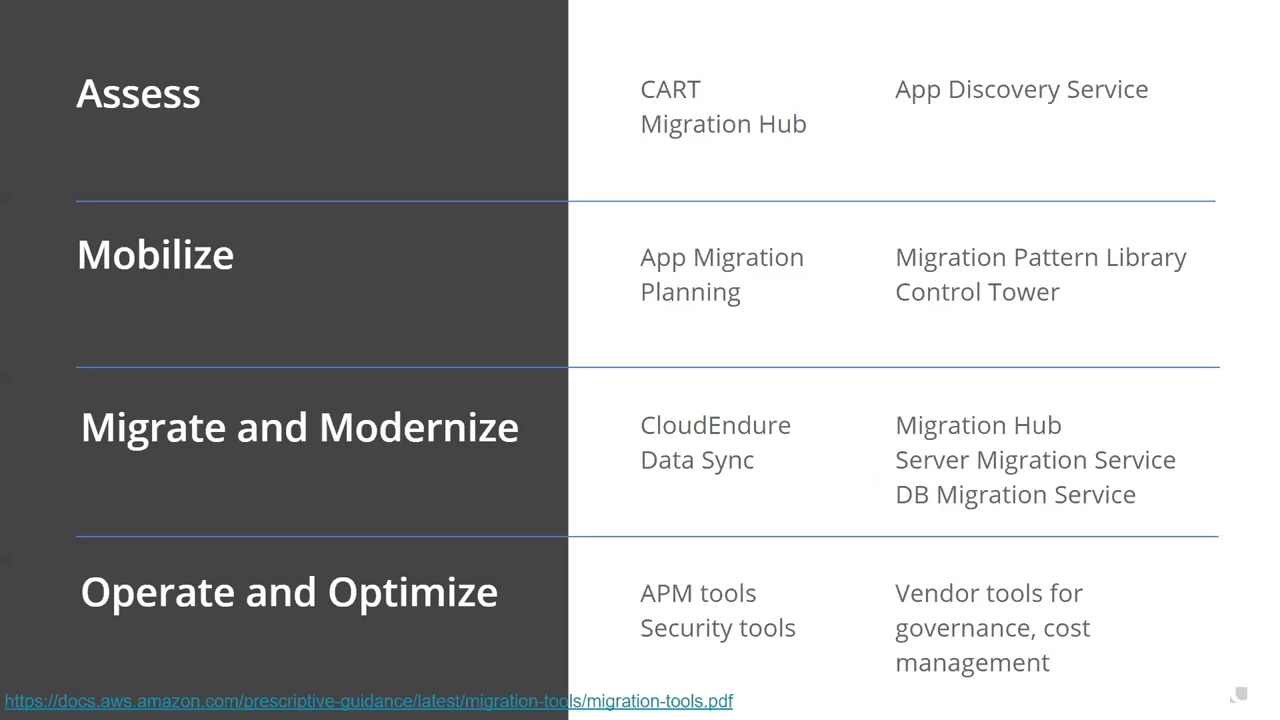 Assess
CART
Migration Hub
App Discovery Service
Mobilize
App Migration
Planning
Migration Pattern Library
Control Tower
Migrate and Modernize
CloudEndure
Data Sync
Migration Hub
Server Migration Service
DB Migration Service
Operate and Optimize
APM tools
Security tools
Vendor tools for
governance, cost
management
https://docs.aws.amazon.com/prescriptive-guidance/latest/migration-tools/migration-tools.pdf